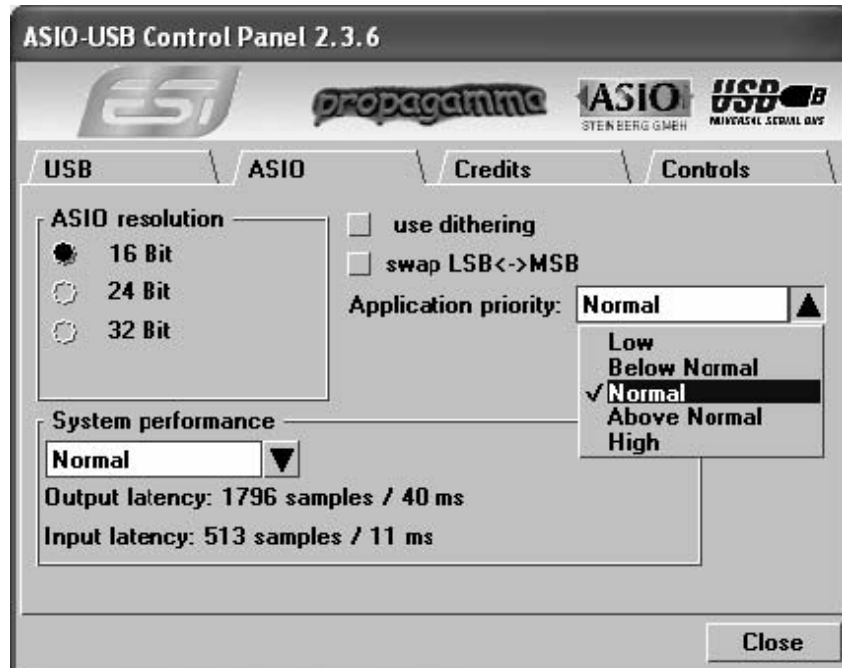 ASIO-USB Control Panel 2.3.6
ESI propagamma ASIO STEINBERG GMBH USB UNIVERSAL SERIAL BUS
USB ASIO Credits Controls
ASIO resolution
16 Bit
24 Bit
32 Bit
use dithering
swap LSB<->MSB
Application priority: Normal
Low
Below Normal
✓Normal
Above Normal
High
System performance
Normal
Output latency: 1796 samples / 40 ms
Input latency: 513 samples / 11 ms
Close